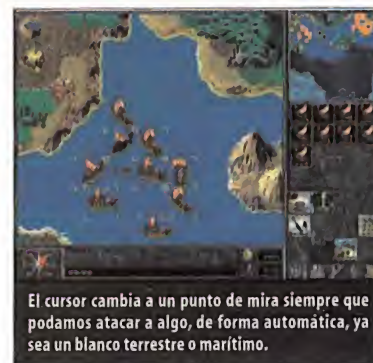 El cursor cambia a un punto de mira siempre que
podamos atacar a algo, de forma automática, ya
sea un blanco terrestre o marítimo.